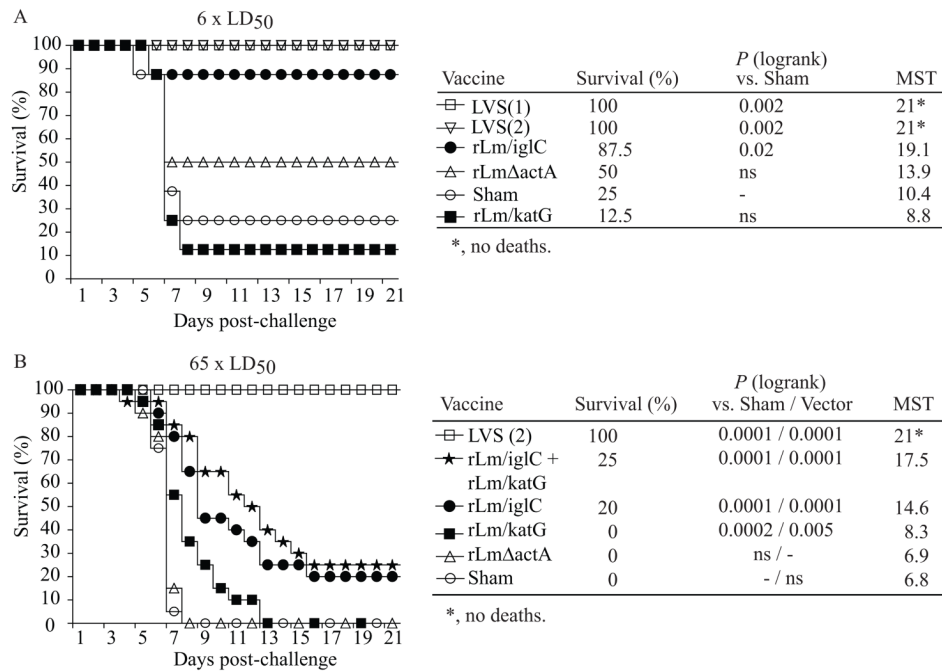 A
6 x LD50
Survival (%)
100
90
80
70
60
50
40
30
20
10
0
1 3 5 7 9 11 13 15 17 19 21
Days post-challenge
P (logrank)
Vaccine Survival (%) vs. Sham MST
LVS(1) 100 0.002 21*
LVS(2) 100 0.002 21*
rLm/iglC 87.5 0.02 19.1
rLmΔactA 50 ns 13.9
Sham 25 - 10.4
rLm/katG 12.5 ns 8.8
*, no deaths.
B
65 x LD50
Survival (%)
100
90
80
70
60
50
40
30
20
10
0
1 3 5 7 9 11 13 15 17 19 21
Days post-challenge
P (logrank)
Vaccine Survival (%) vs. Sham / Vector MST
LVS (2) 100 0.0001 / 0.0001 21*
rLm/iglC + 25 0.0001 / 0.0001 17.5
rLm/katG
rLm/iglC 20 0.0001 / 0.0001 14.6
rLm/katG 0 0.0002 / 0.005 8.3
rLmΔactA 0 ns / - 6.9
Sham 0 - / ns 6.8
*, no deaths.